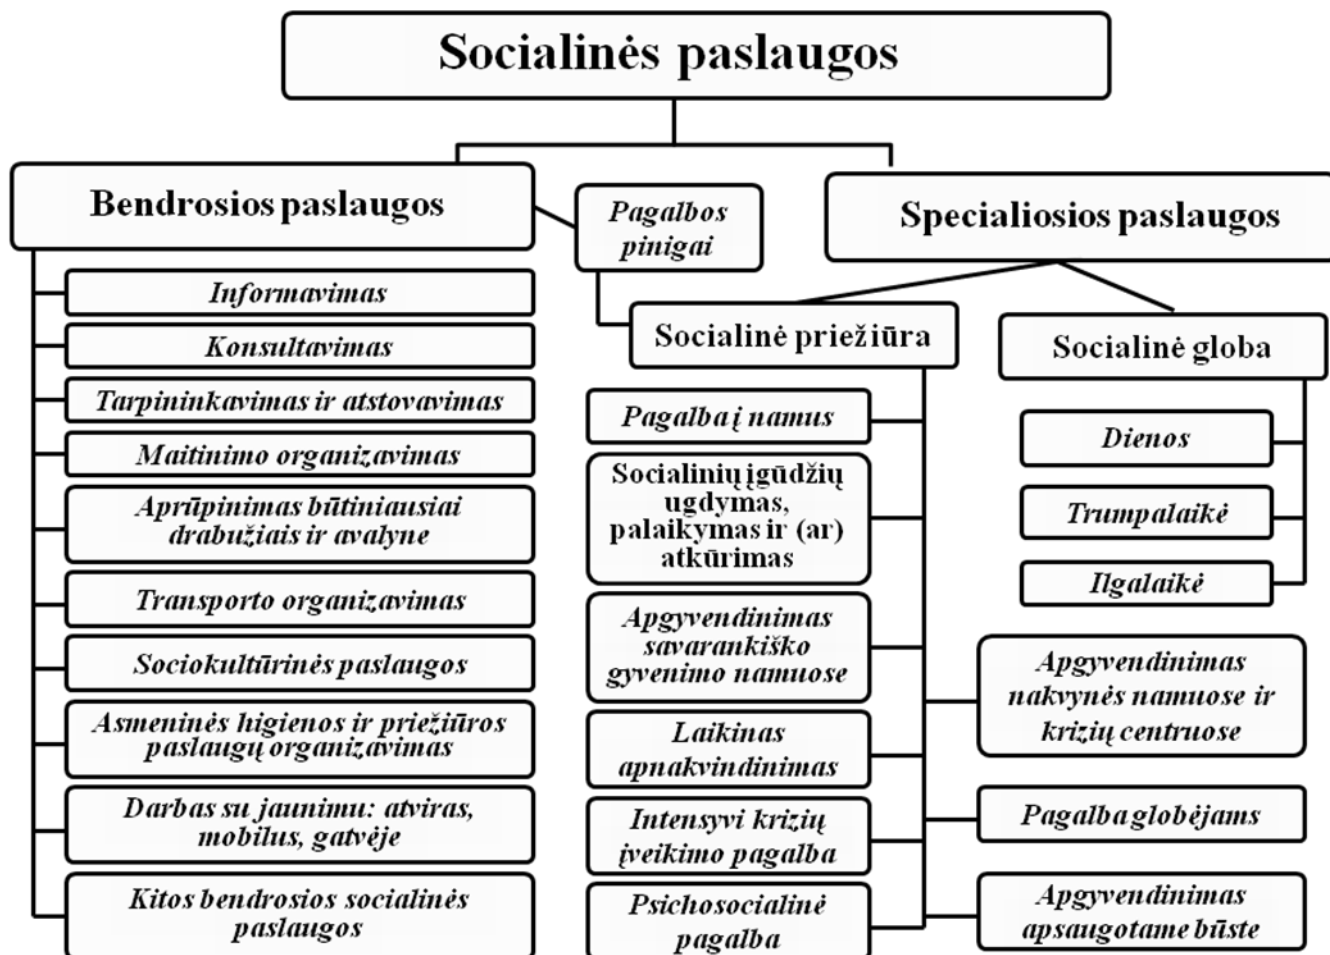 Socialinės paslaugos
Bendrosios paslaugos
Informavimas
Konsultavimas
Tarpininkavimas ir atstovavimas
Maitinimo organizavimas
Aprūpinimas būtiniausiai
drabužiais ir avalyne
Transporto organizavimas
Sociokultūrinės paslaugos
Asmeninės higienos ir priežiūros
paslaugų organizavimas
Darbas su jaunimu: atviras,
mobilus, gatvėje
Kitos bendrosios socialinės
paslaugos
Pagalbos
pinigai
Specialiosios paslaugos
Socialinė priežiūra
Pagalba į namus
Socialinių įgūdžių
ugdymas,
palaikymas ir (ar)
atkūrimas
Apgyvendinimas
savarankiško
gyvenimo namuose
Laikinas
apnakvindinimas
Intensyvi krizių
įveikimo pagalba
Psichosocialinė
pagalba
Socialinė globa
Dienos
Trumpalaikė
Ilgalaikė
Apgyvendinimas
nakvynės namuose ir
krizių centruose
Pagalba globėjams
Apgyvendinimas
apsaugotame būste